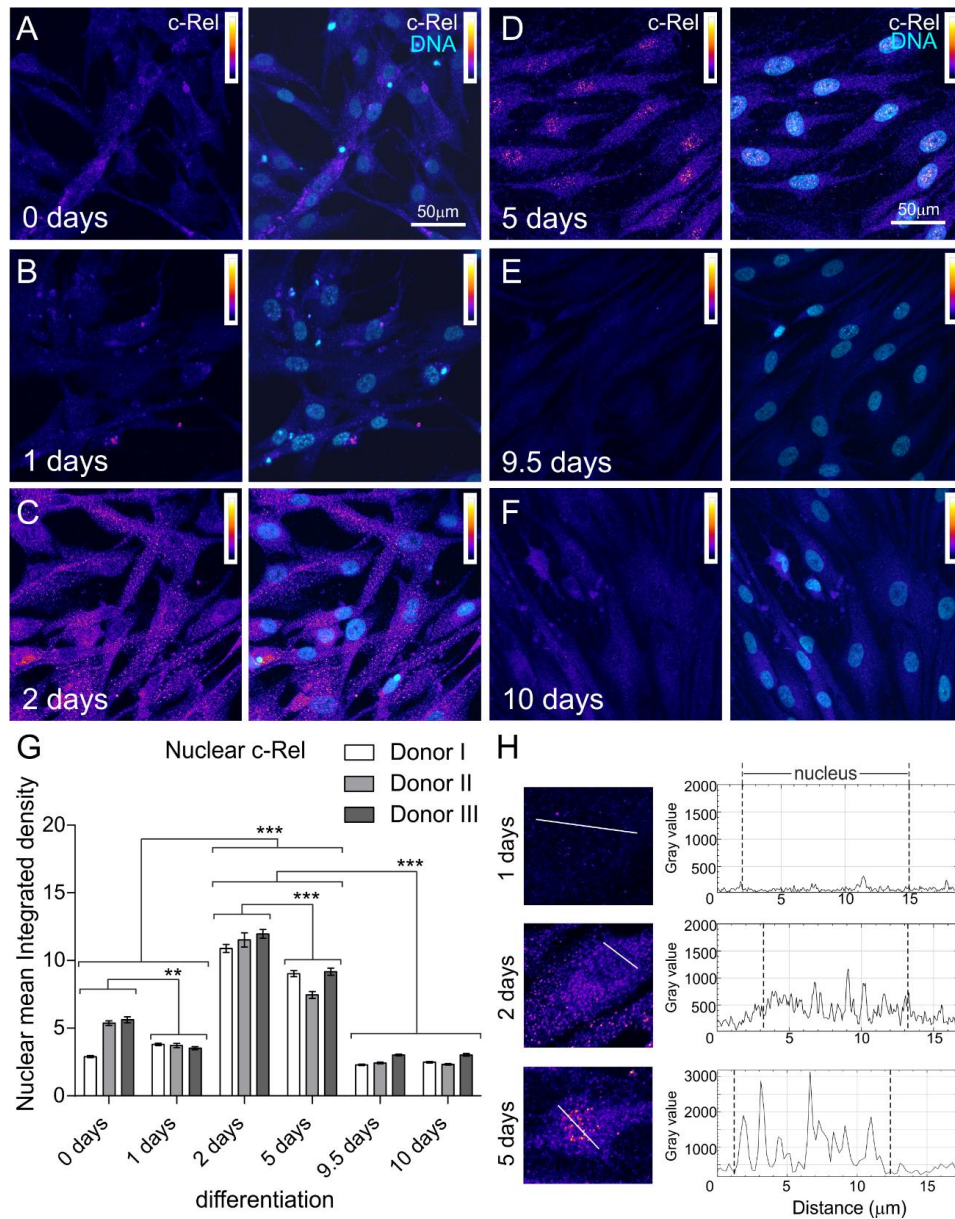 A
c-Rel
c-Rel
DNA
0 days
50μm
D
c-Rel
c-Rel
DNA
5 days
50μm
B
1 days
E
9.5 days
C
2 days
F
10 days
G
Nuclear c-Rel
Donor I
Donor II
Donor III
Nuclear mean Integrated density
20
15
10
5
0
***
***
***
**
0 days
1 days
2 days
5 days
9.5 days
10 days
differentiation
H
nucleus
1 days
Gray value
2000
1500
1000
500
0
5
10
15
2 days
Gray value
2000
1500
1000
500
0
5
10
15
5 days
Gray value
3000
2000
1000
0
5
10
15
Distance (μm)